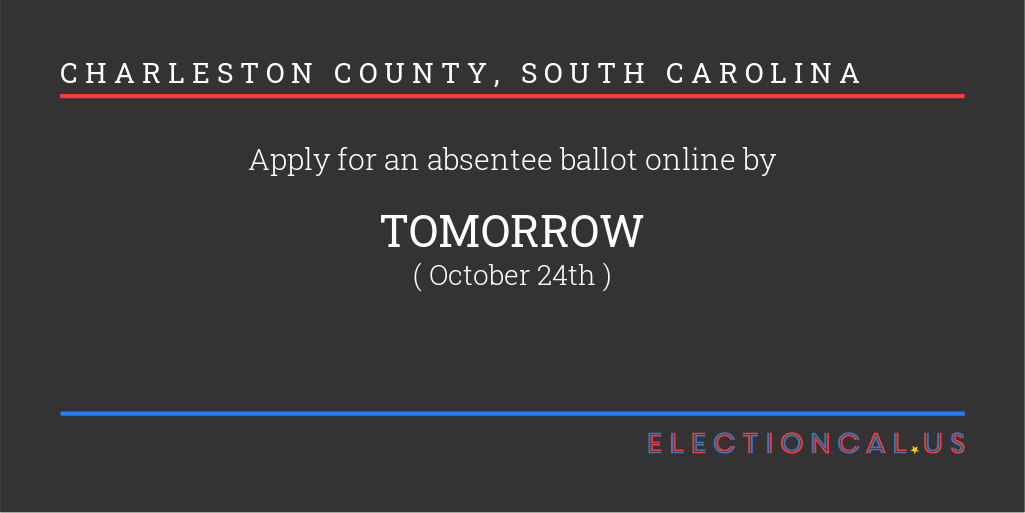 CHARLESTON COUNTY, SOUTH CAROLINA
Apply for an absentee ballot online by
TOMORROW
( October 24th )
ELECTIONCAL.US